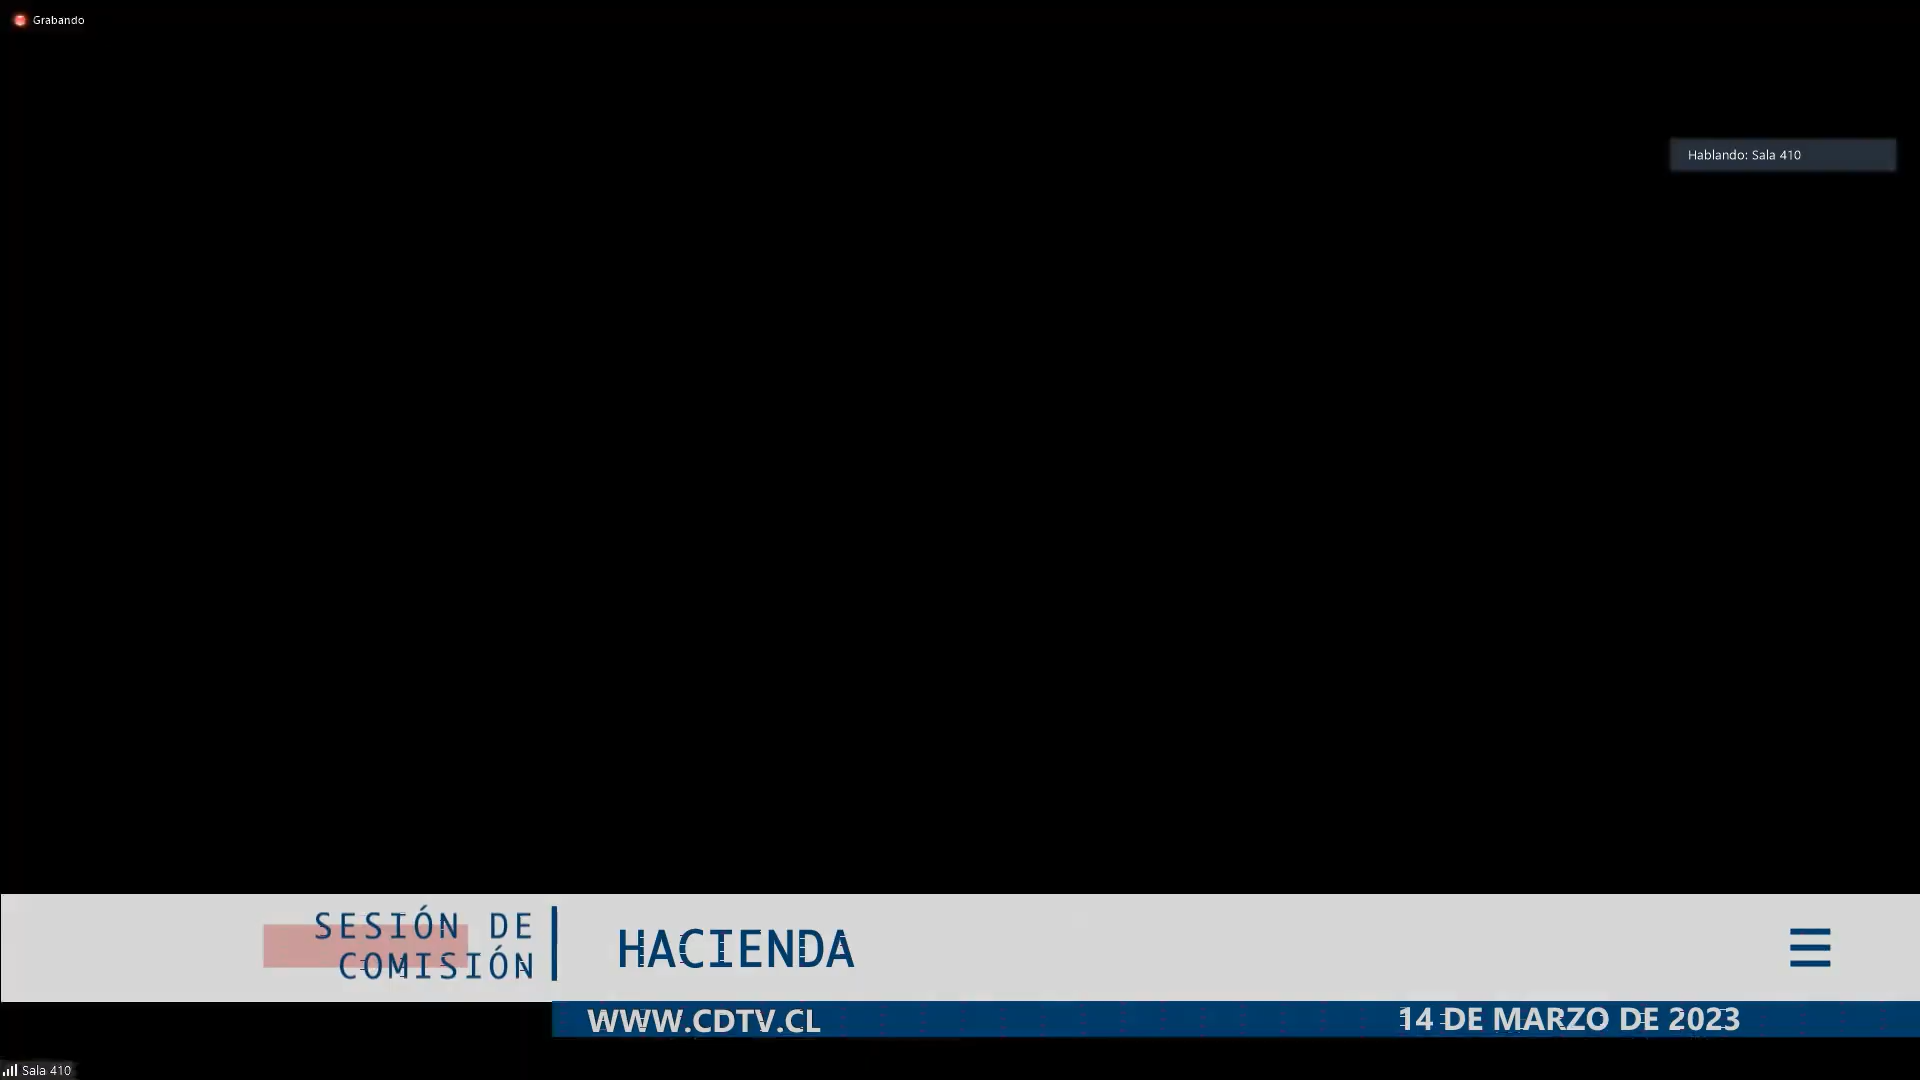 Grabando
Hablando: Sala 410
SESIÓN DE
COMISIÓN
HACIENDA
WWW.CDTV.CL
14 DE MARZO DE 2023
Sala 410